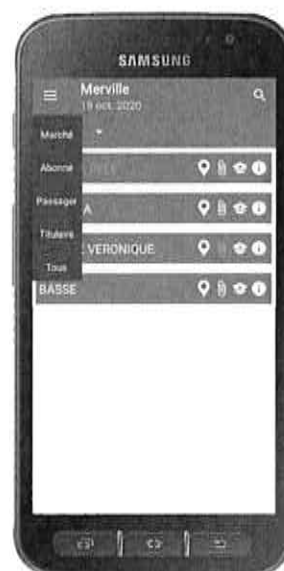 SAMSUNG
Merville
19 oct. 2020
Marché
Abonné
Passager
A
Titulaire
VERONIQUE
Tous
BASSE